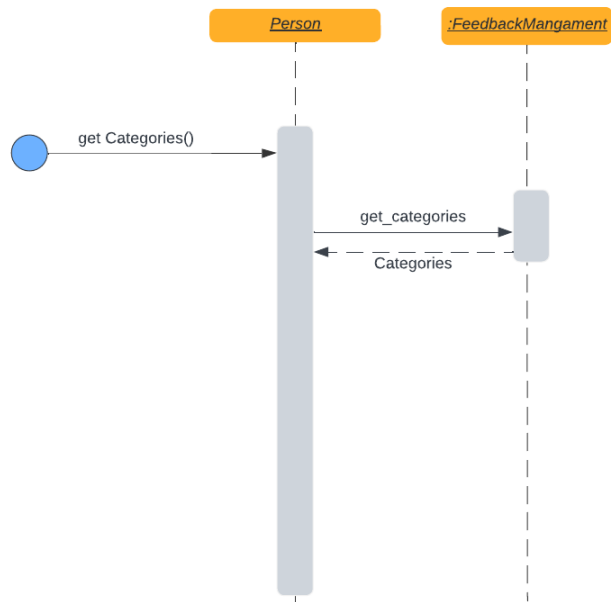 Person
:FeedbackMangament
get Categories()
get_categories
Categories